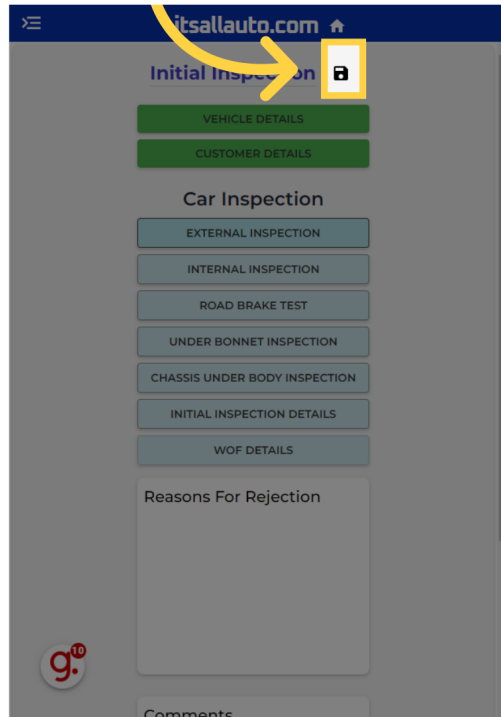 itsallauto.com
Initial Inspection
VEHICLE DETAILS
CUSTOMER DETAILS
Car Inspection
EXTERNAL INSPECTION
INTERNAL INSPECTION
ROAD BRAKE TEST
UNDER BONNET INSPECTION
CHASSIS UNDER BODY INSPECTION
INITIAL INSPECTION DETAILS
WOF DETAILS
Reasons For Rejection
g. 10
Comments